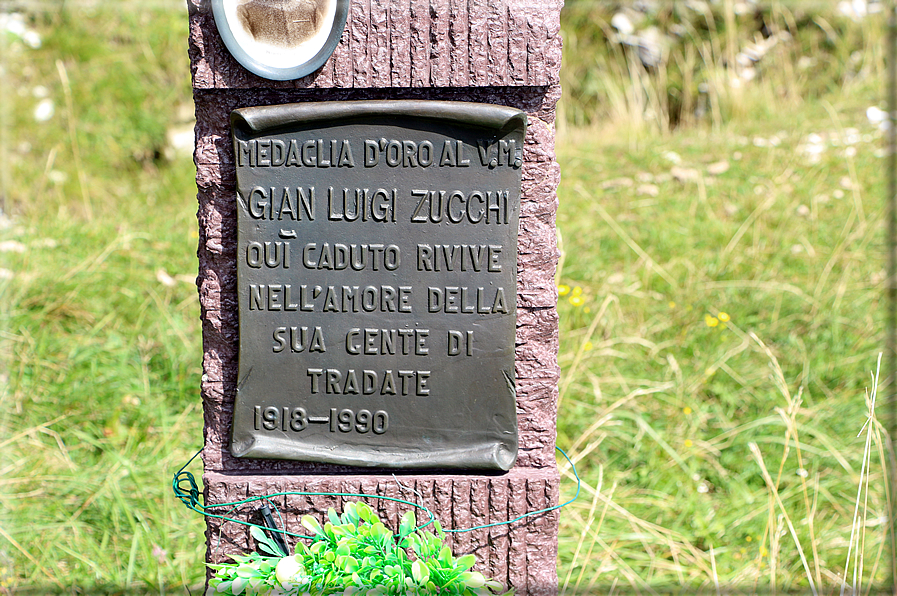 MEDAGLIA D'ORO AL V.M.
GIAN LUIGI ZUCCHI
QUÌ CADUTO RIVIVE
NELL'AMORE DELLA
SUA GENTE DI
TRADATE
1918-1990